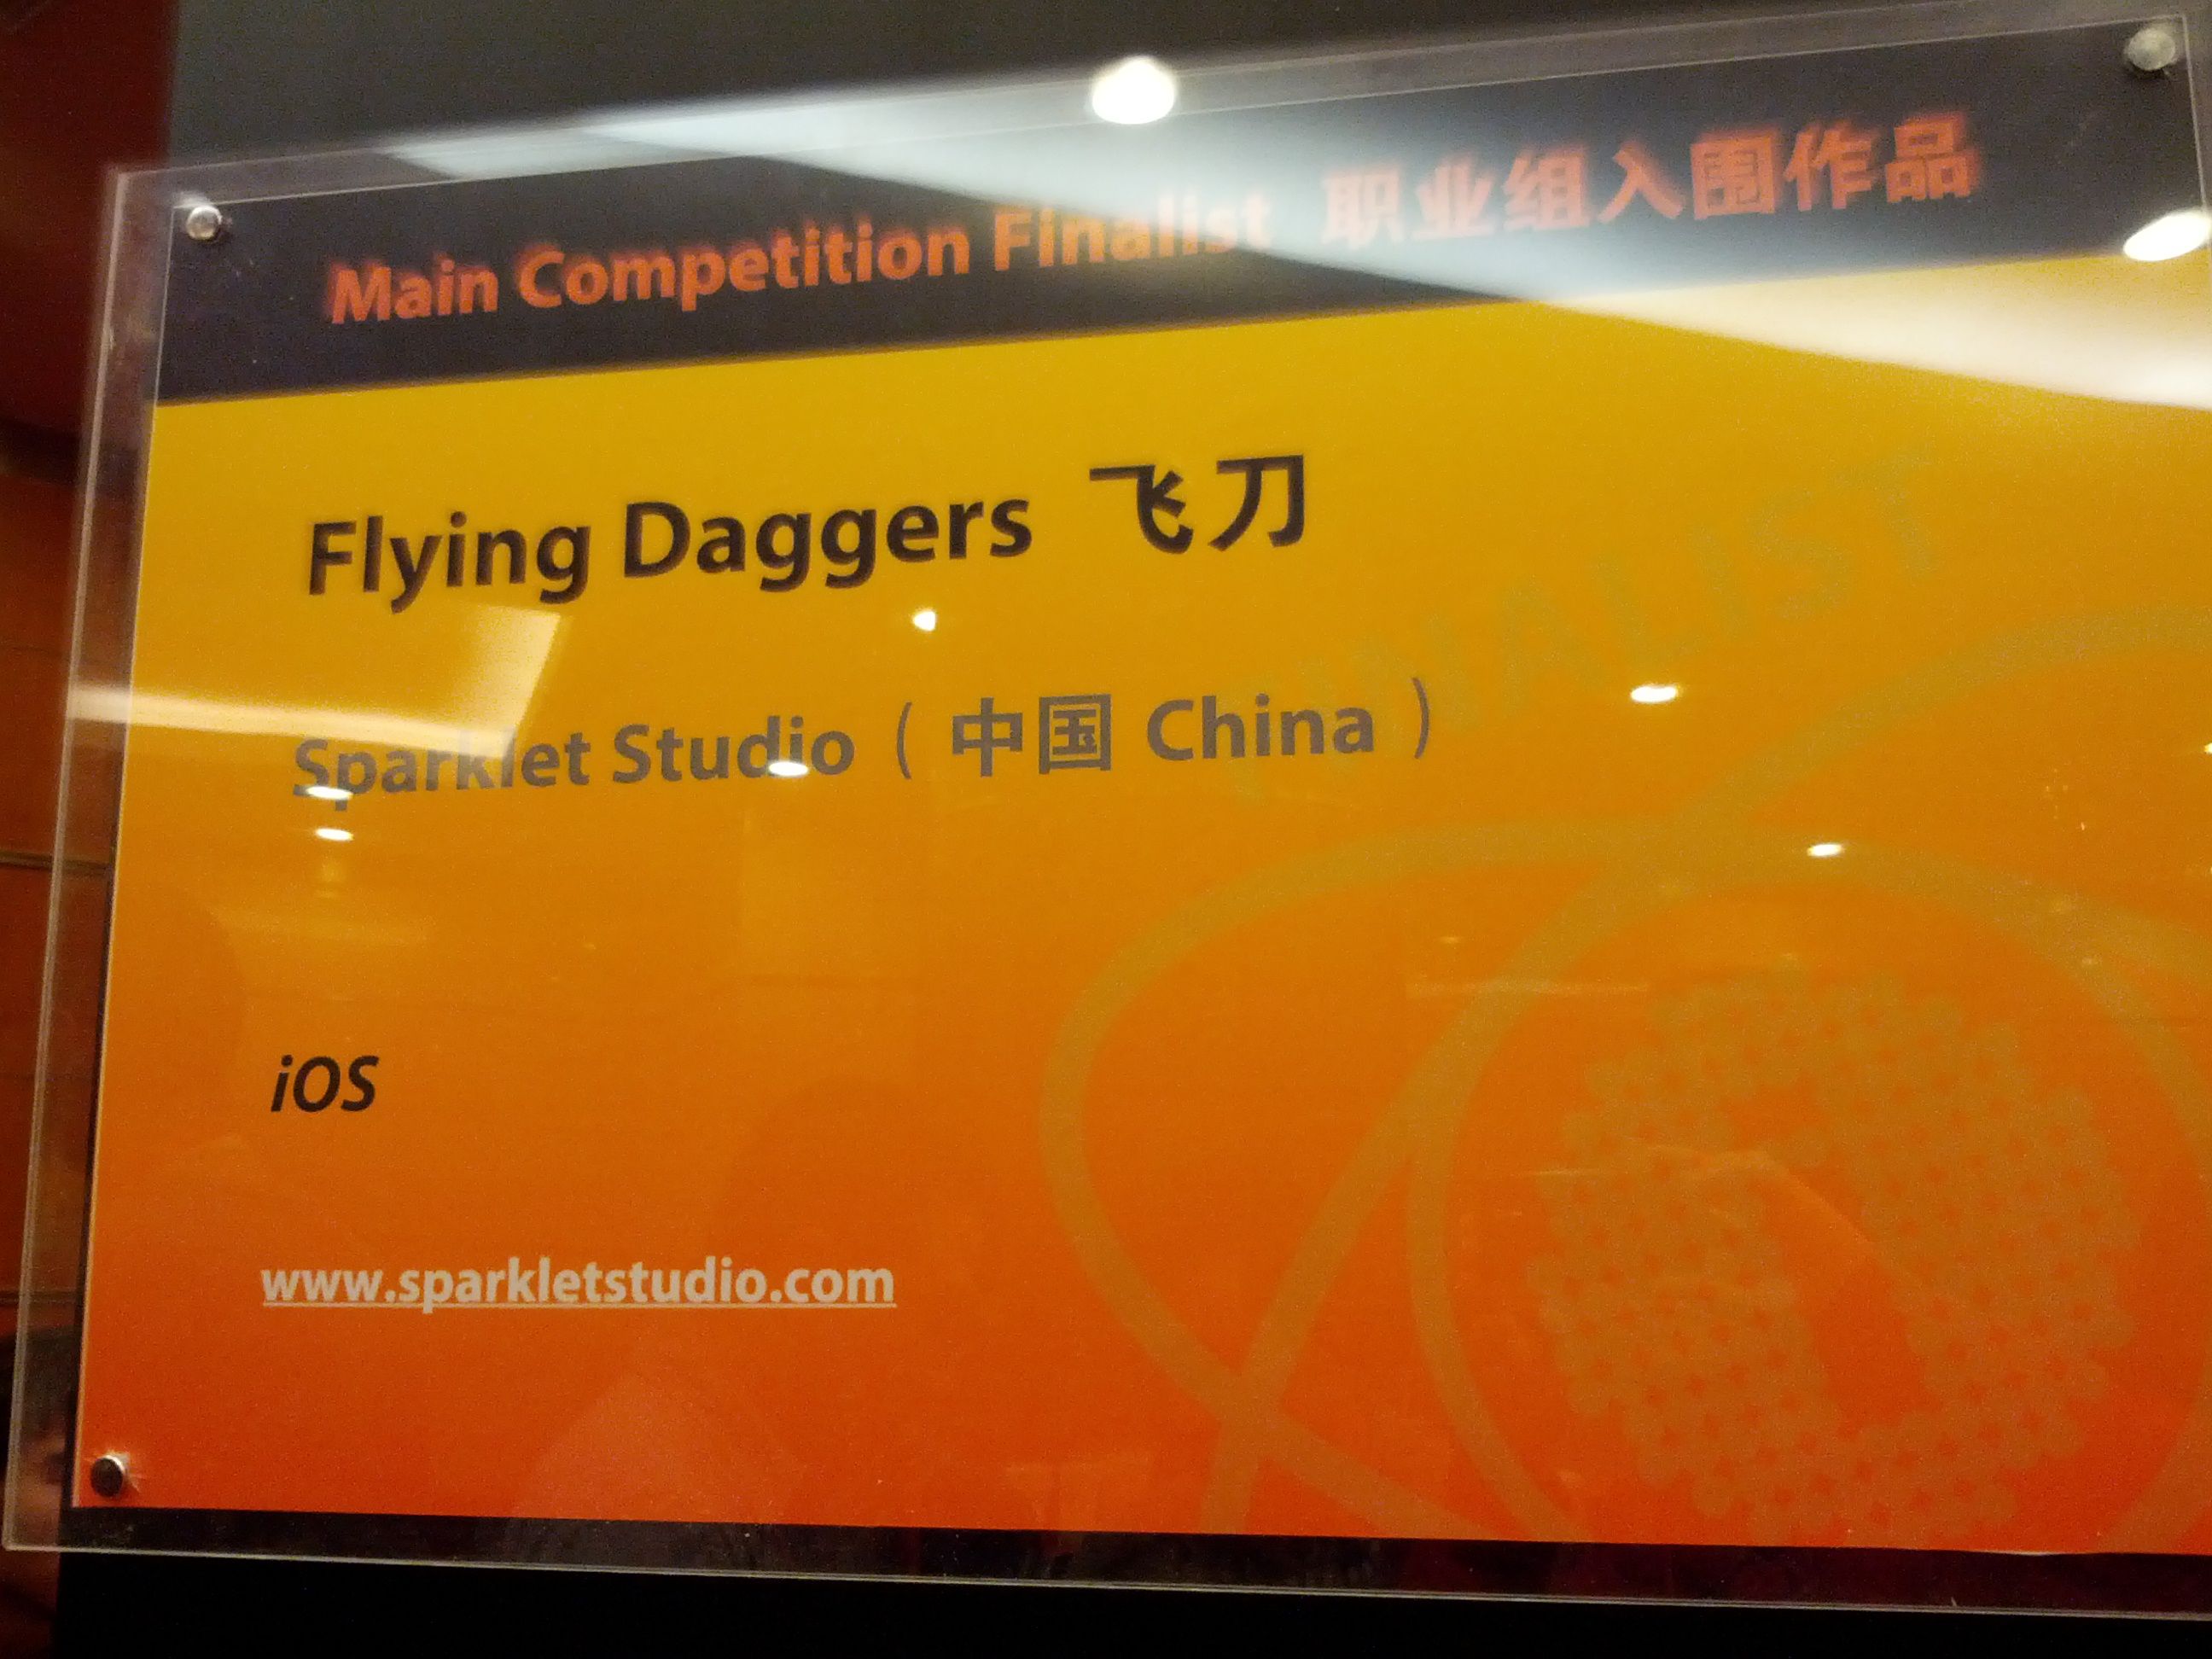 Main Competition Finalist 职业组入围作品
Flying Daggers 飞刀
FINALIST
Sparklet Studio ( 中国 China )
iOS
www.sparkletstudio.com